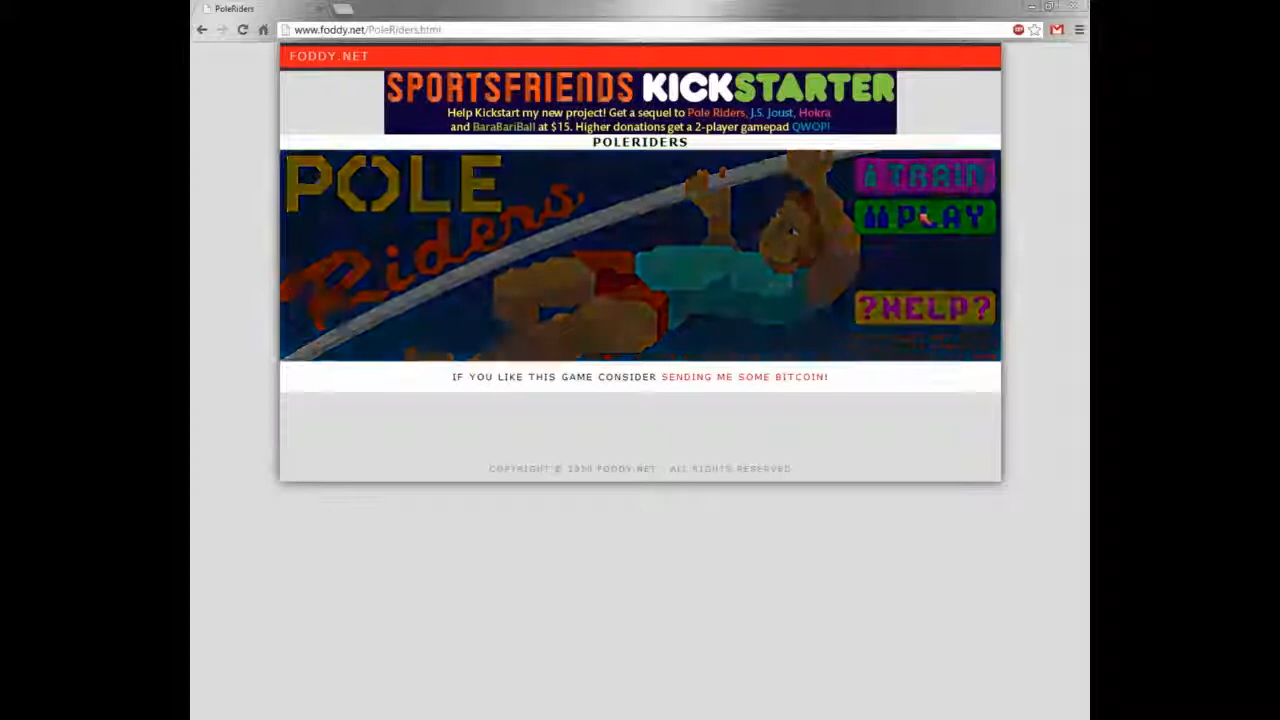 PoleRiders
www.foddy.net/PoleRiders.html
FODDY.NET
SPORTSFRIENDS KICKSTARTER
Help Kickstart my new project! Get a sequel to Pole Riders, J.S. Joust, Hokra
and BaraBariBall at $15. Higher donations get a 2-player gamepad QWOP!
POLERIDERS
POLE
Riders
TRAIN
PLAY
?HELP?
IF YOU LIKE THIS GAME CONSIDER SENDING ME SOME BITCOIN!
COPYRIGHT © FODDY.NET ALL RIGHTS RESERVED